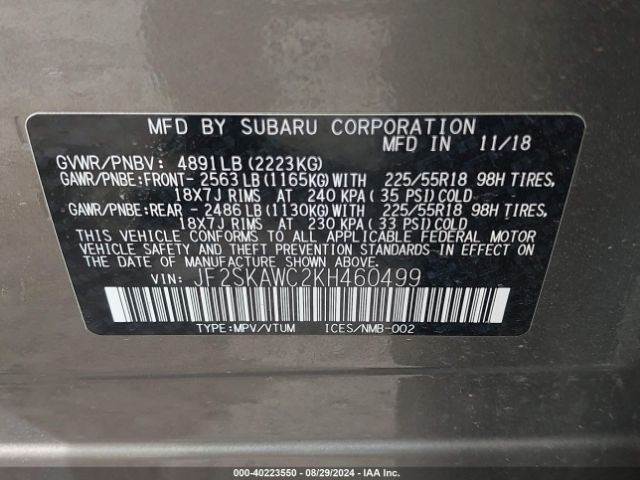 MFD BY SUBARU CORPORATION
MFD IN 11/18
GVWR/PNBV: 4891LB(2223KG)
GAWR/PNBE:FRONT- 2563LB(1165KG)WITH 225/55R18 98H TIRES,
18X7J RIMS AT 240 KPA(35 PSI)COLD
GAWR/PNBE:REAR - 2486LB(1130KG)WITH 225/55R18 98H TIRES,
18X7J RIMS AT 230 KPA(33 PSI)COLD
THIS VEHICLE CONFORMS TO ALL APPLICABLE FEDERAL MOTOR
VEHICLE SAFETY AND THEFT PREVENTION STANDARDS IN EFFECT ON
THE DATE OF MANUFACTURE SHOWN ABOVE.
VIN: JF2SKAWC2KH460499
TYPE:MPV/VTUM ICES/NMB-002
000-40223550 - 08/29/2024 - IAA Inc.